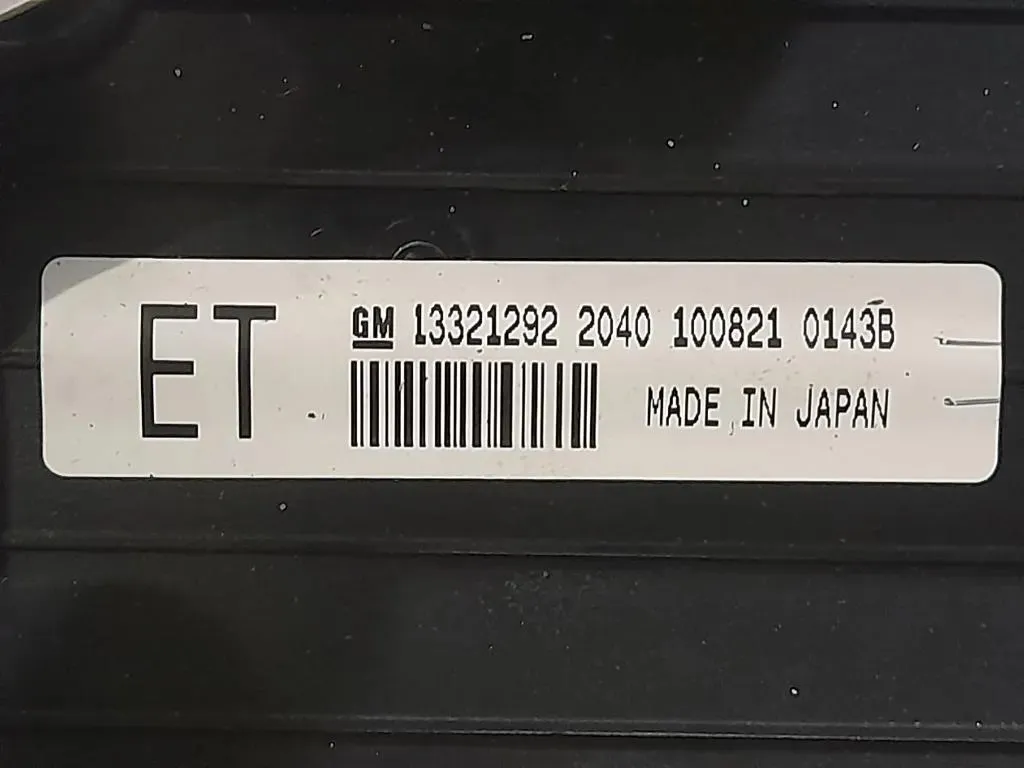 ET
GM 13321292 2040 100821 0143B
MADE IN JAPAN